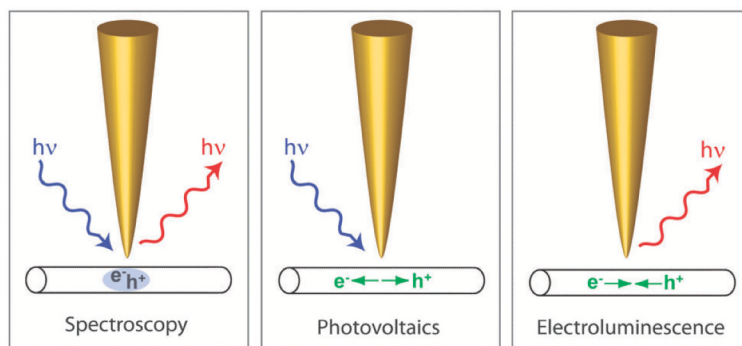 hν
hν
e⁻h⁺
Spectroscopy
hν
e⁻ h⁺
Photovoltaics
hν
e⁻ h⁺
Electroluminescence